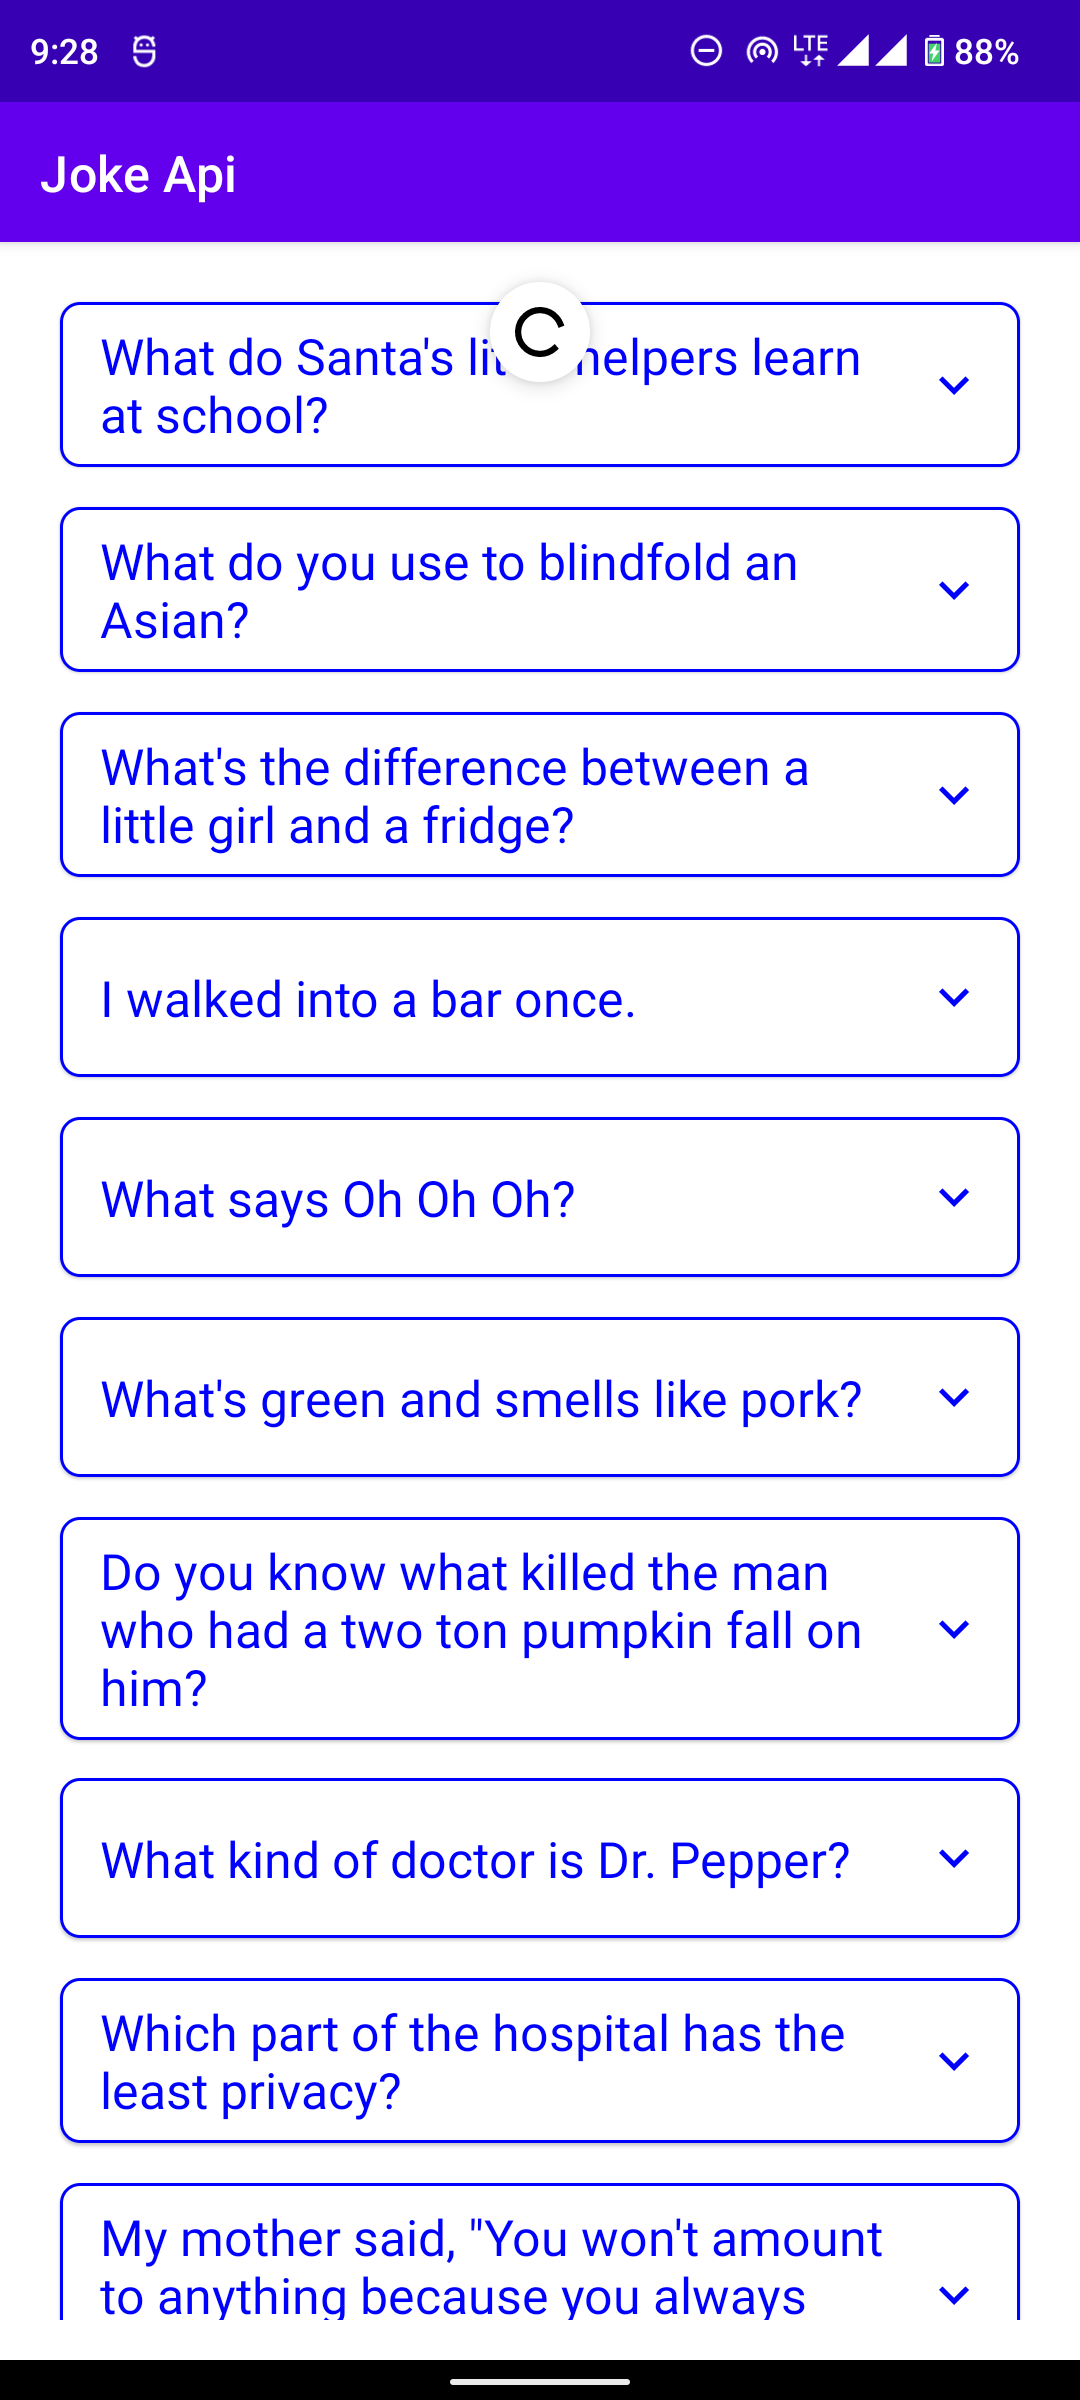 9:28
LTE
88%
Joke Api
What do Santa's helpers learn
at school?
What do you use to blindfold an
Asian?
What's the difference between a
little girl and a fridge?
I walked into a bar once.
What says Oh Oh Oh?
What's green and smells like pork?
Do you know what killed the man
who had a two ton pumpkin fall on
him?
What kind of doctor is Dr. Pepper?
Which part of the hospital has the
least privacy?
My mother said, "You won't amount
to anything because you always